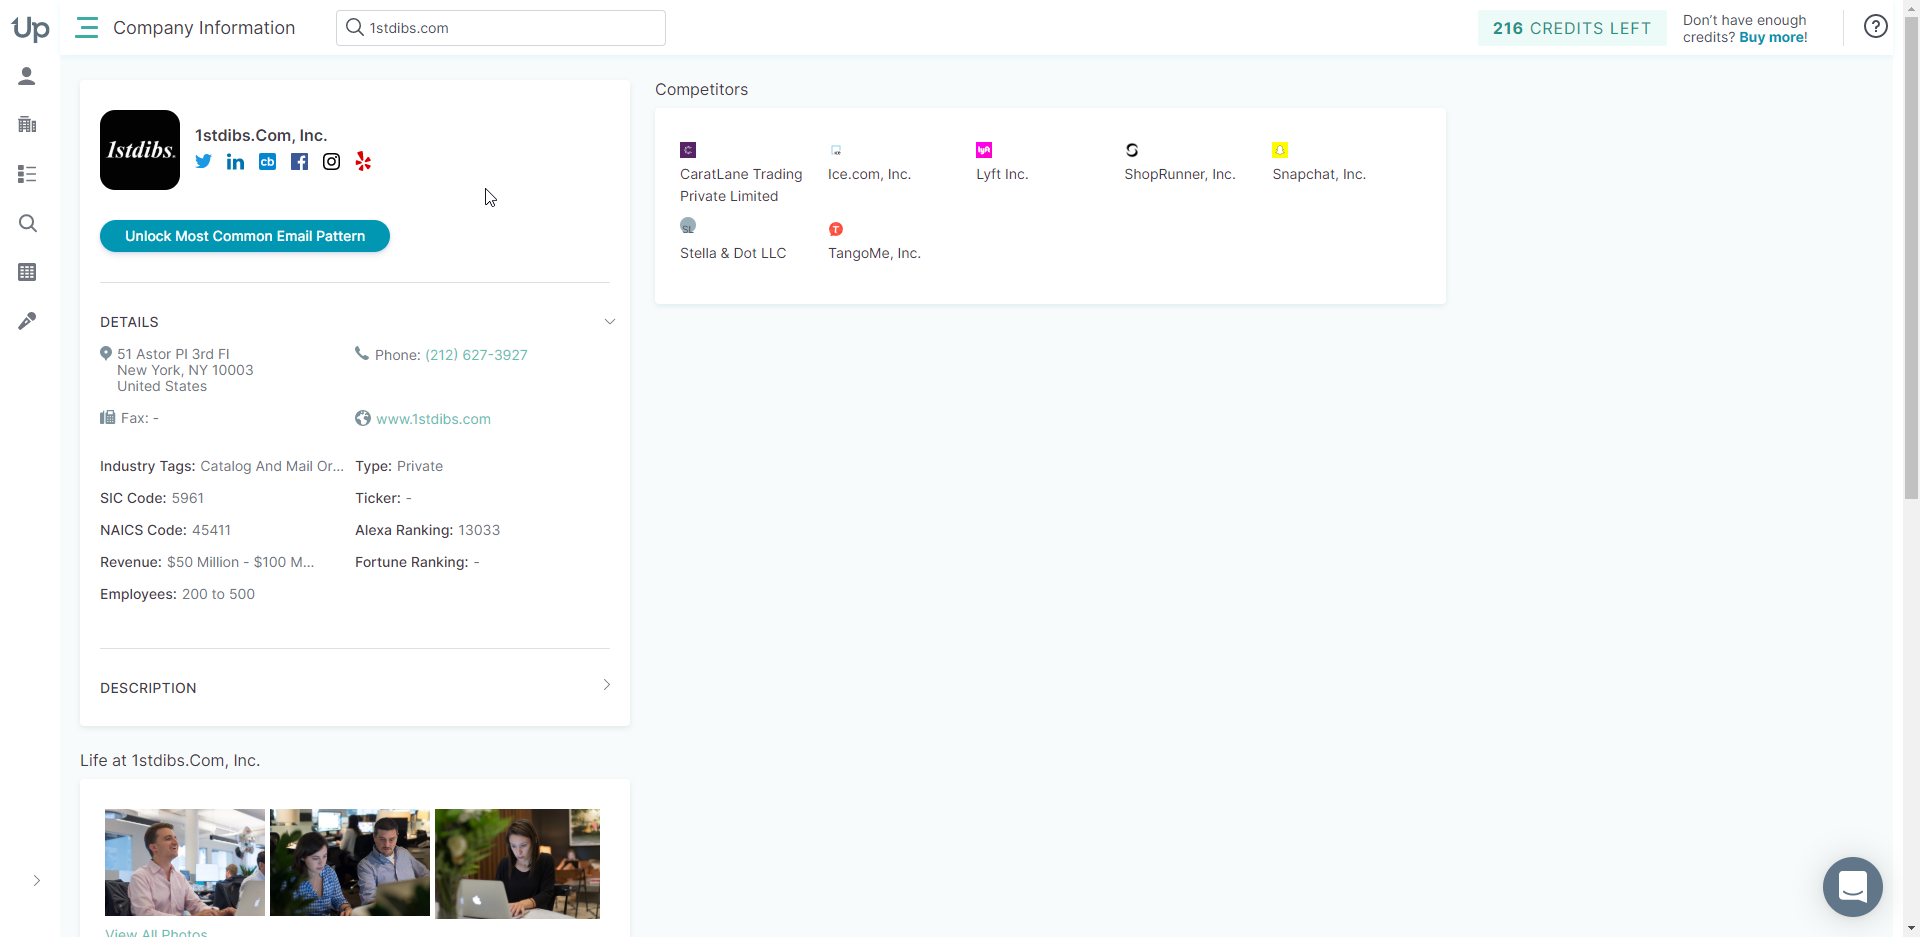 Up
Company Information
1stdibs.com
216 CREDITS LEFT
Don't have enough
credits? Buy more!
1stdibs.
1stdibs.Com, Inc.
cb
Unlock Most Common Email Pattern
DETAILS
51 Astor Pl 3rd Fl
New York, NY 10003
United States
Phone: (212) 627-3927
Fax: -
www.1stdibs.com
Industry Tags: Catalog And Mail Or...
Type: Private
SIC Code: 5961
Ticker: -
NAICS Code: 45411
Alexa Ranking: 13033
Revenue: $50 Million - $100 M...
Fortune Ranking: -
Employees: 200 to 500
DESCRIPTION
Life at 1stdibs.Com, Inc.
View All Photos
Competitors
CaratLane Trading
Private Limited
Ice.com, Inc.
lyft
Lyft Inc.
ShopRunner, Inc.
Snapchat, Inc.
SL
Stella & Dot LLC
T
TangoMe, Inc.